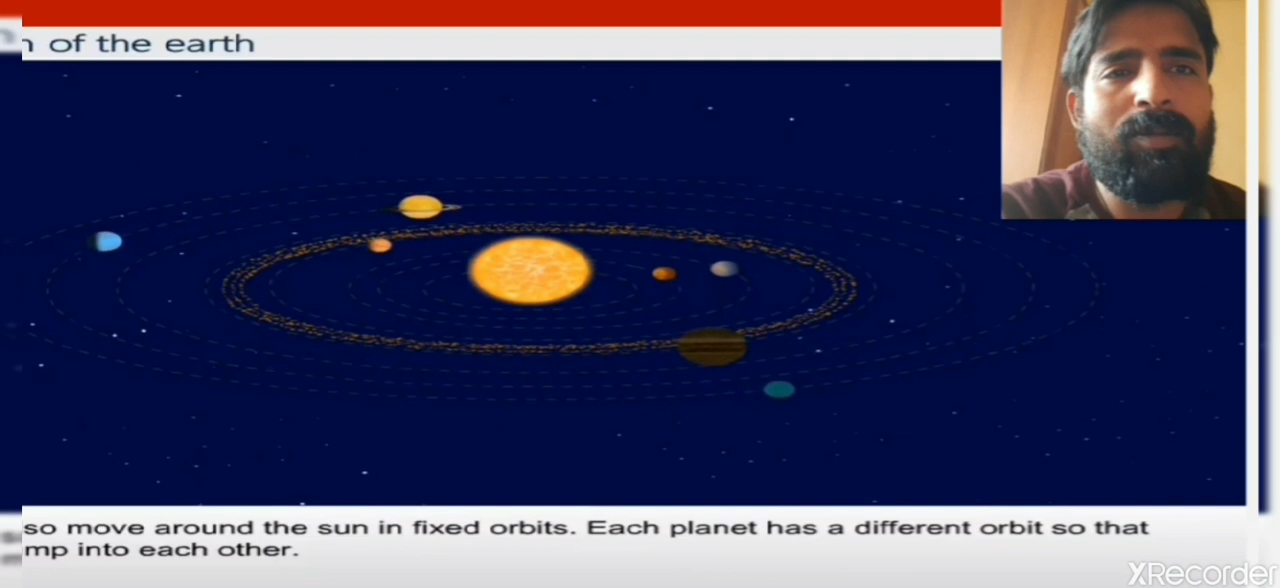 of the earth
so move around the sun in fixed orbits. Each planet has a different orbit so that
into each other.
XRecorder